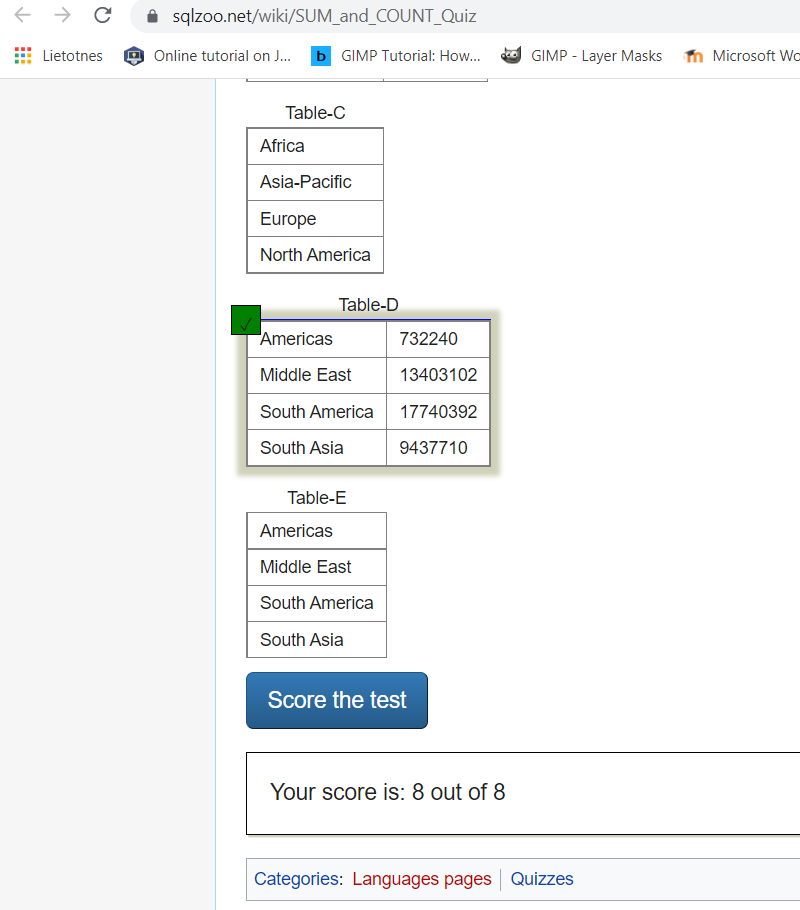 sqlzoo.net/wiki/SUM_and_COUNT_Quiz
Lietotnes Online tutorial on J... b GIMP Tutorial: How... GIMP - Layer Masks Microsoft Wo
Table-C
Africa
Asia-Pacific
Europe
North America
Table-D
Americas 732240
Middle East 13403102
South America 17740392
South Asia 9437710
Table-E
Americas
Middle East
South America
South Asia
Score the test
Your score is: 8 out of 8
Categories: Languages pages Quizzes